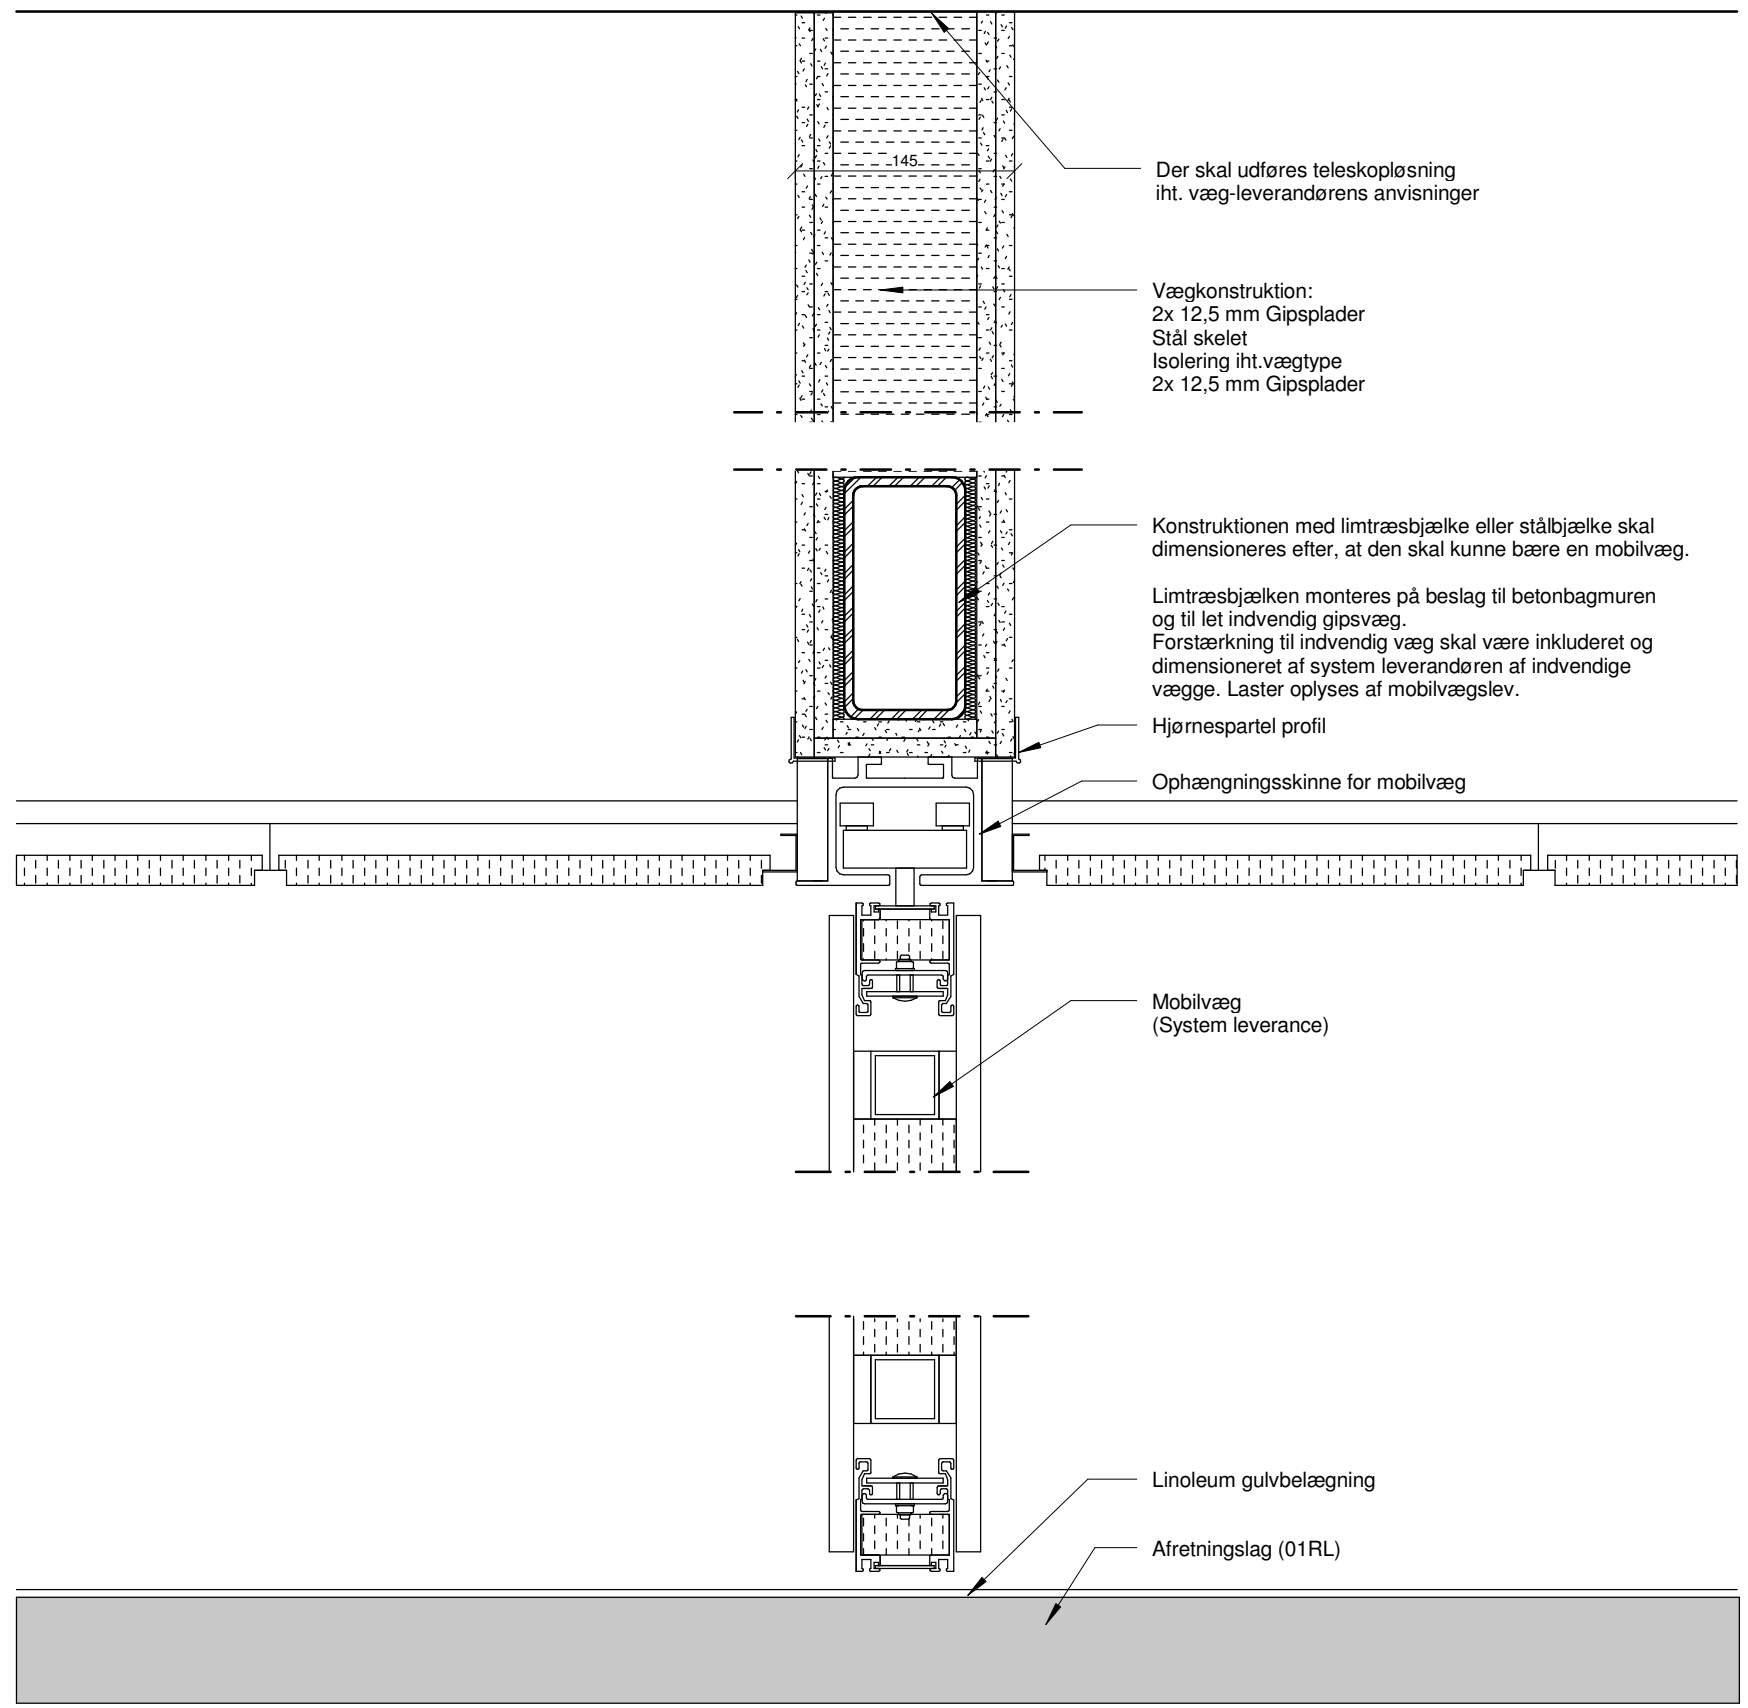 145
Der skal udføres teleskopløsning
iht. væg-leverandørens anvisninger
Vægkonstruktion:
2x 12,5 mm Gipsplader
Stål skelet
Isolering iht.vægtype
2x 12,5 mm Gipsplader
Konstruktionen med limtræsbjælke eller stålbjælke skal
dimensioneres efter, at den skal kunne bære en mobilvæg.
Limtræsbjælken monteres på beslag til betonbagmuren
og til let indvendig gipsvæg.
Forstærkning til indvendig væg skal være inkluderet og
dimensioneret af system leverandøren af indvendige
vægge. Laster oplyses af mobilvægslev.
Hjørnespartel profil
Ophængningsskinne for mobilvæg
Mobilvæg
(System leverance)
Linoleum gulvbelægning
Afretningslag (01RL)